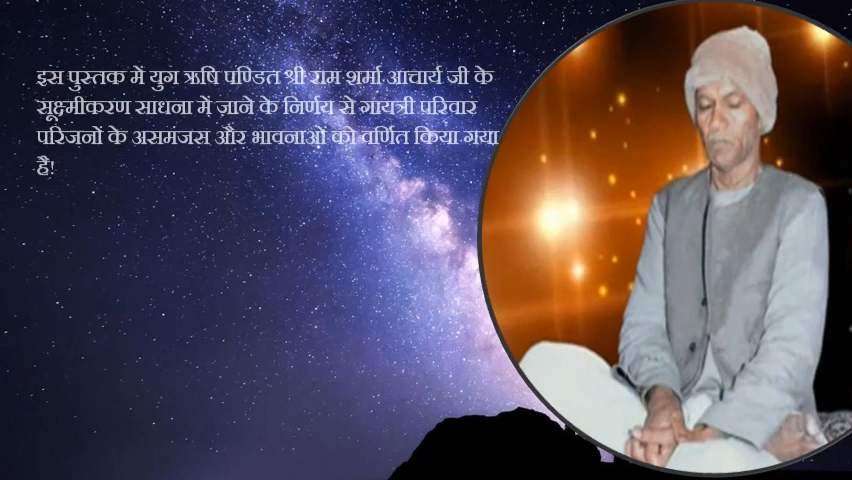 इस पुस्तक में युग ऋषि पण्डित श्री राम शर्मा आचार्य जी के
सूक्ष्मीकरण साधना में ज़ाने के निर्णय से गायत्री परिवार
परिजनों के असमंजस और भावनाओं को वर्णित किया गया
है!